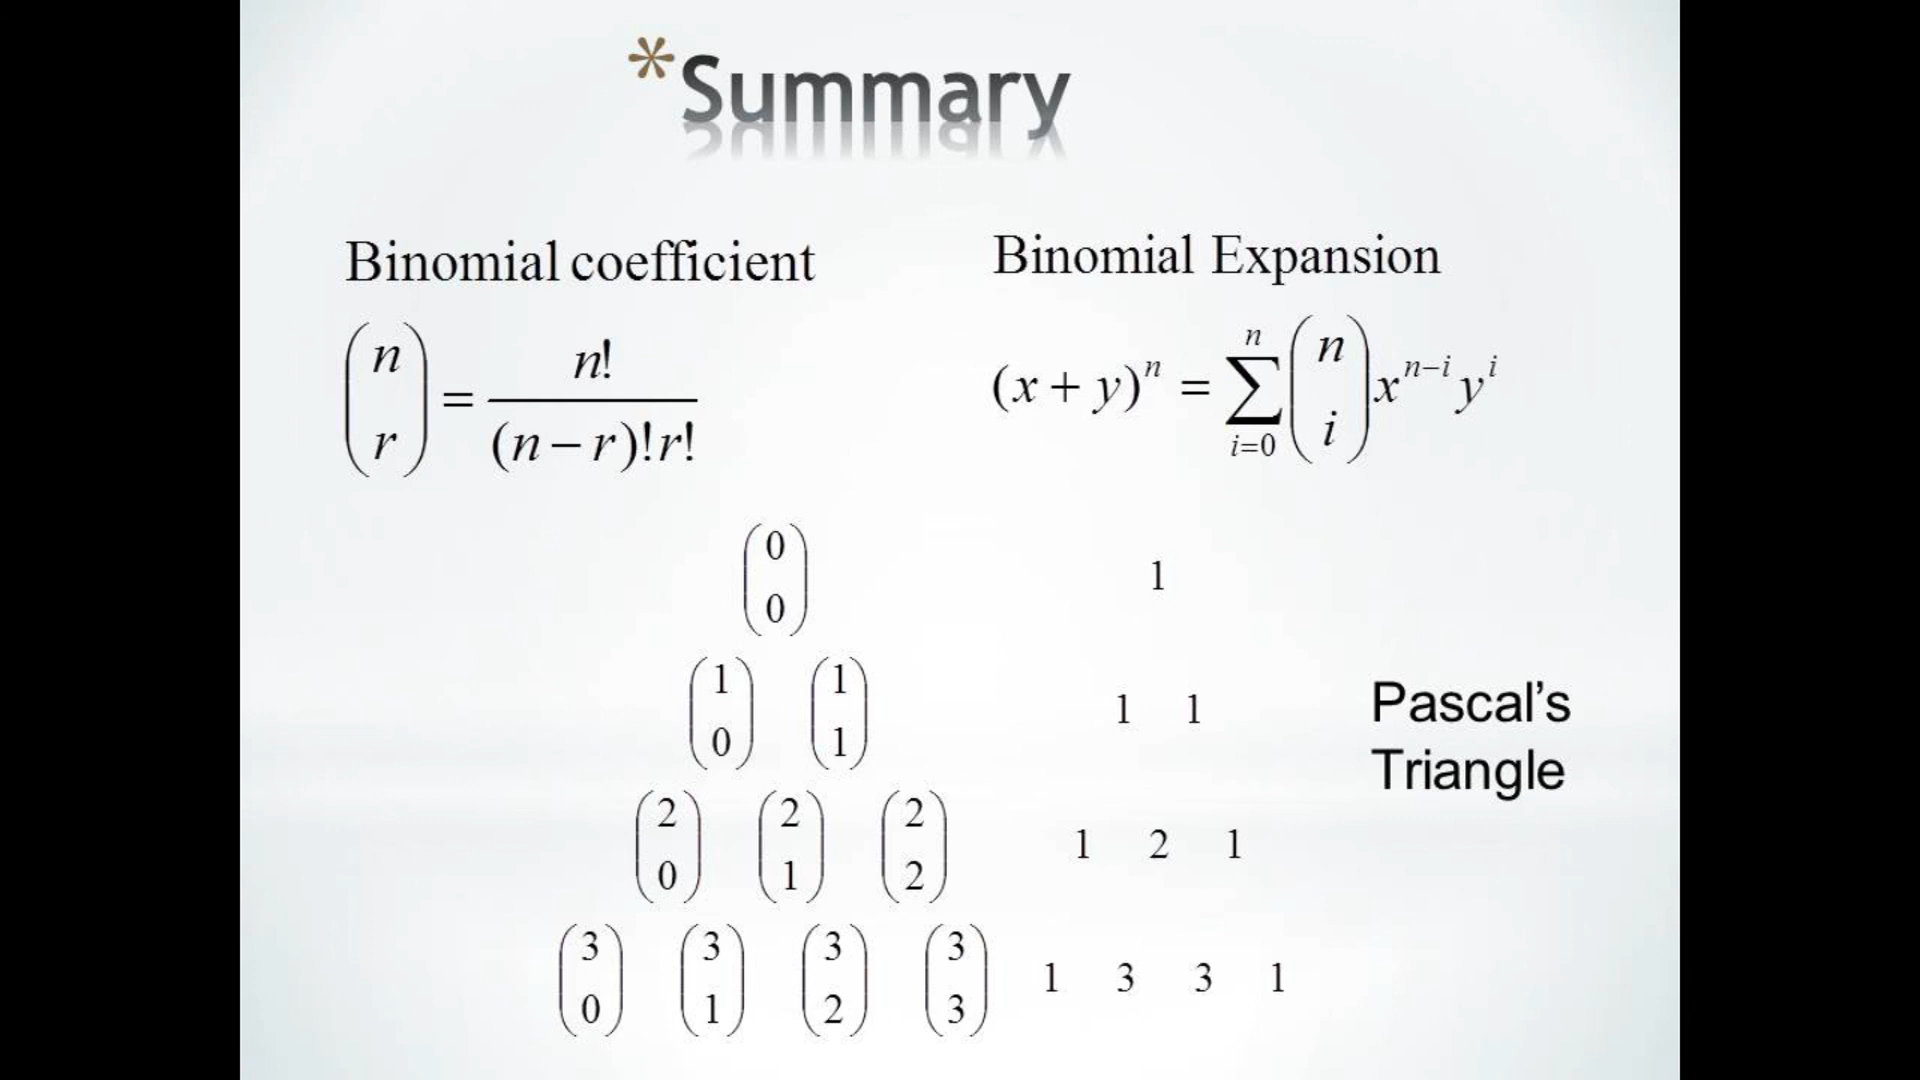 *Summary
Binomial coefficient
Binomial Expansion
(n r) = n! / (n − r)! r!
(x + y)^n = ∑_{i=0}^{n} (n i) x^{n−i} y^i
(0 0) 1
(1 0) (1 1) 1 1
Pascal’s
Triangle
(2 0) (2 1) (2 2) 1 2 1
(3 0) (3 1) (3 2) (3 3) 1 3 3 1